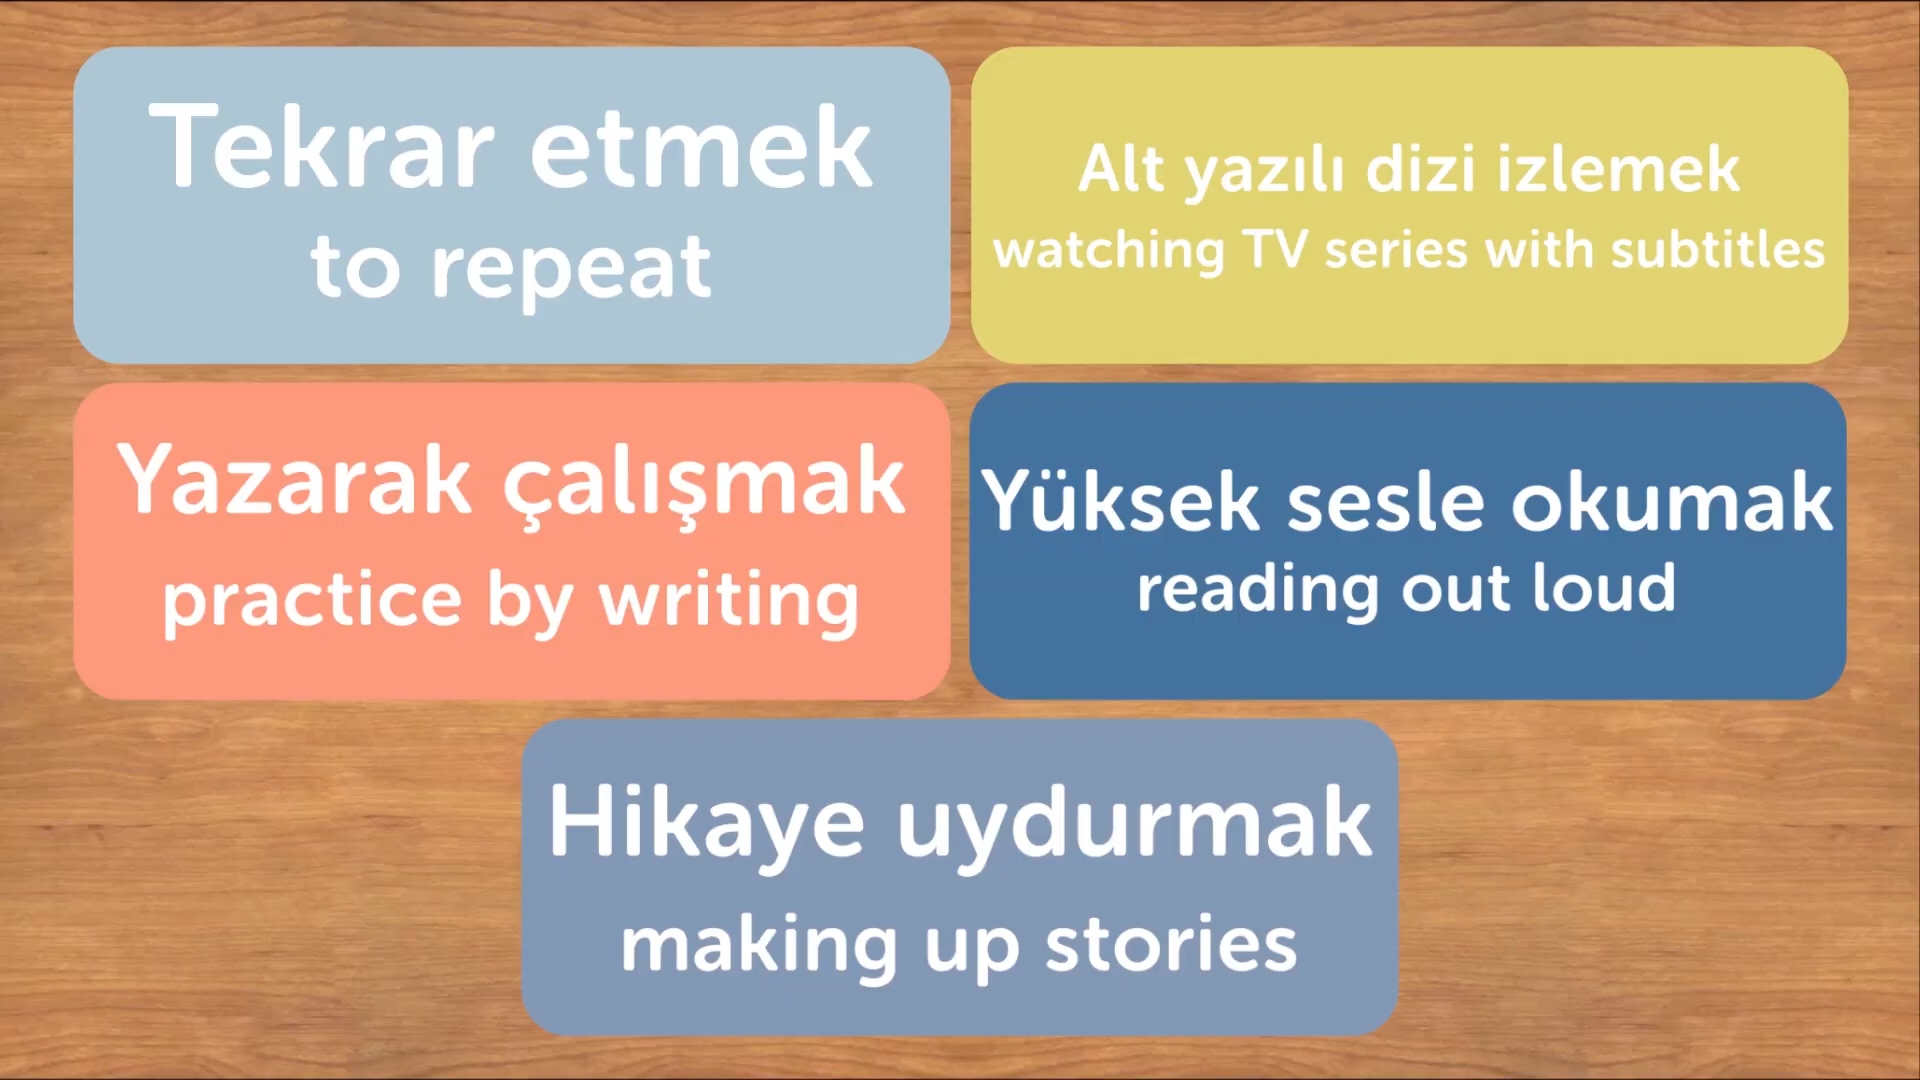 Tekrar etmek
to repeat
Alt yazılı dizi izlemek
watching TV series with subtitles
Yazarak çalışmak
practice by writing
Yüksek sesle okumak
reading out loud
Hikaye uydurmak
making up stories